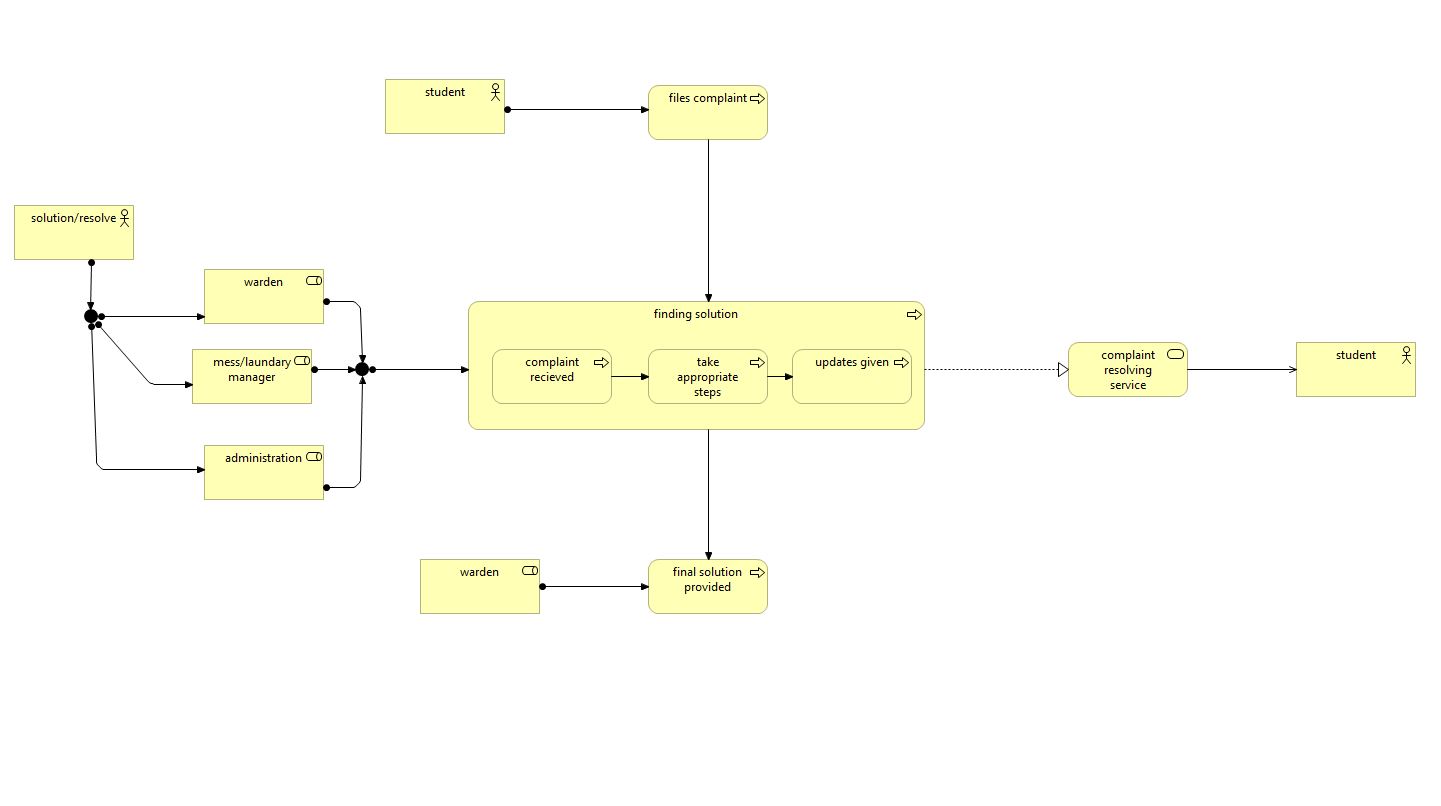 student
files complaint
solution/resolve
warden
mess/laundary
manager
administration
finding solution
complaint
recieved
take
appropriate
steps
updates given
complaint
resolving
service
student
warden
final solution
provided